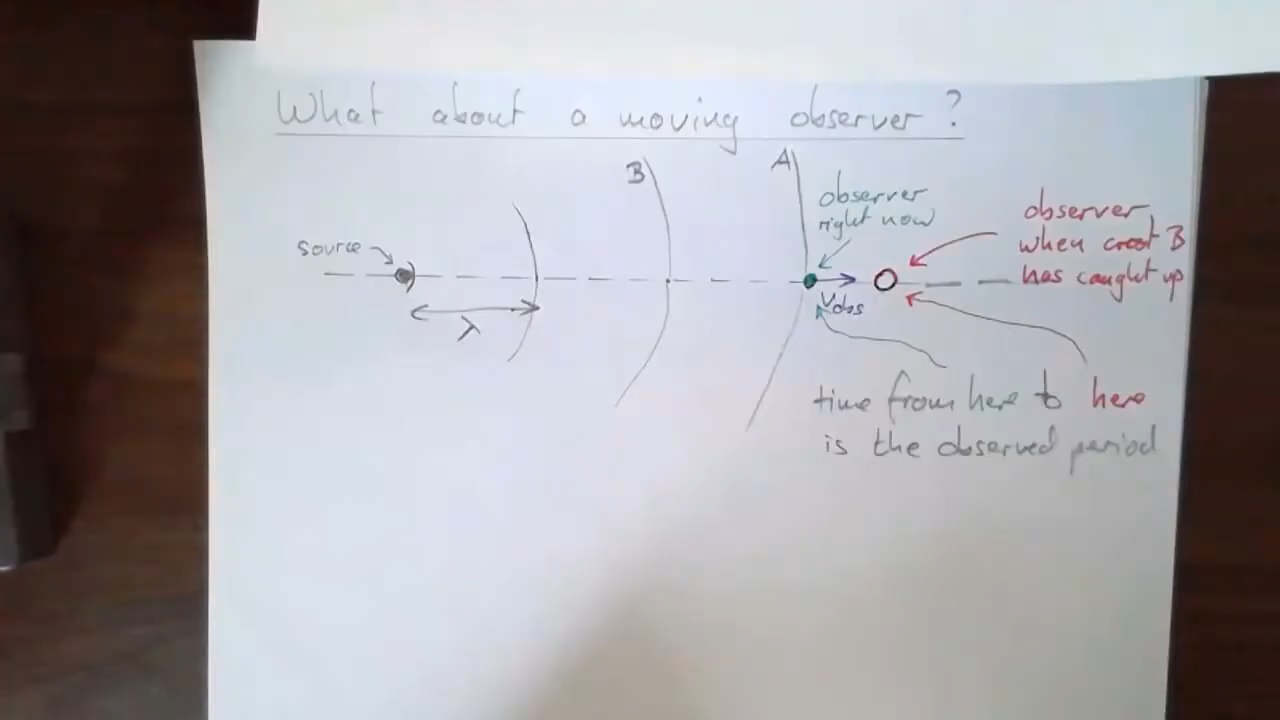 What about a moving observer?
B
A
observer
right now
observer
when crest B
has caught up
source
λ
vobs
time from here to here
is the observed period